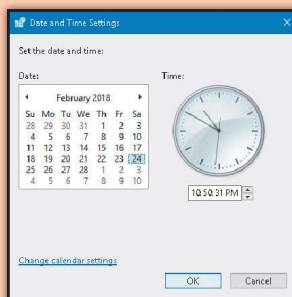 Date and Time Settings
Set the date and time:
Date:
Time:
February 2018
Su Mo Tu We Th Fr Sa
28 29 30 31 1 2 3
4 5 6 7 8 9 10
11 12 13 14 15 16 17
18 19 20 21 22 23 24
25 26 27 28 1 2 3
4 5 6 7 8 9 10
10:50:31 PM
Change calendar settings
OK Cancel